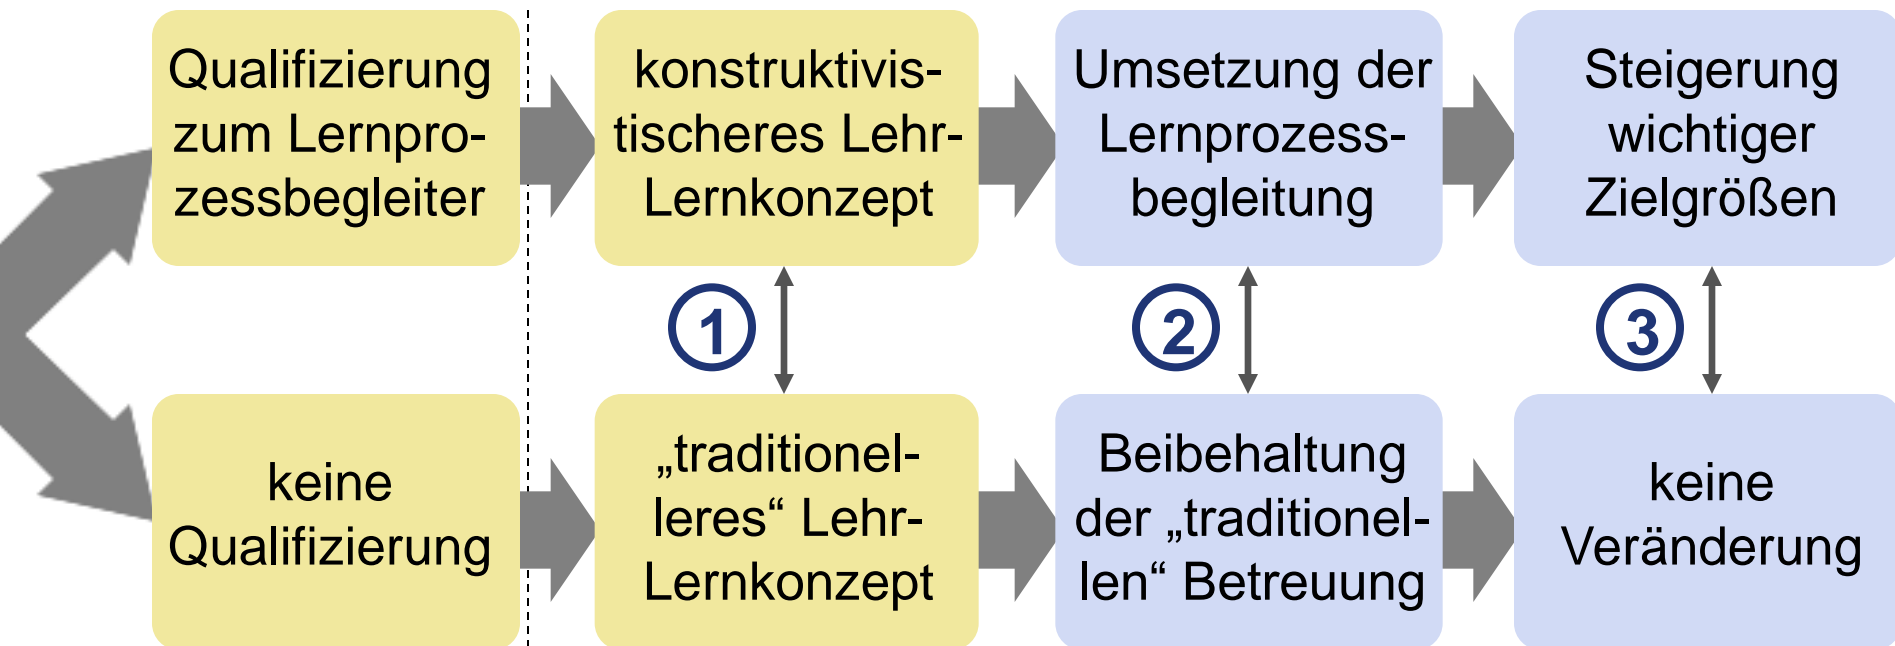 Qualifizierung
zum Lernpro-
zessbegleiter
konstruktivis-
tischeres Lehr-
Lernkonzept
Umsetzung der
Lernprozess-
begleitung
Steigerung
wichtiger
Zielgrößen
1
2
3
keine
Qualifizierung
„traditionel-
leres“ Lehr-
Lernkonzept
Beibehaltung
der „traditionel-
len“ Betreuung
keine
Veränderung